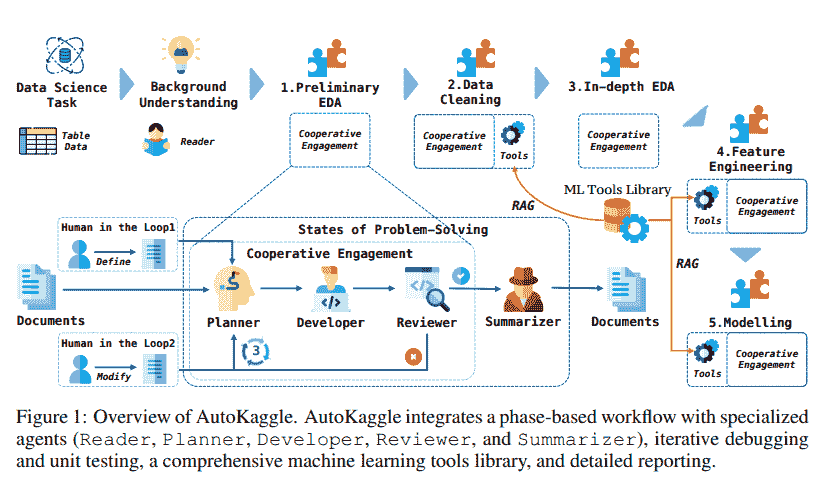 Data Science
Task
Background
Understanding
1.Preliminary
EDA
2.Data
Cleaning
3.In-depth EDA
4.Feature
Engineering
Table
Data
Reader
Cooperative
Engagement
Cooperative
Engagement
Tools
Cooperative
Engagement
ML Tools Library
RAG
Tools
Cooperative
Engagement
RAG
5.Modelling
Tools
Cooperative
Engagement
Human in the Loop1
Define
States of Problem-Solving
Cooperative Engagement
</>
</>
Documents
Planner
Developer
Reviewer
Summarizer
Documents
Human in the Loop2
Modify
3
Figure 1: Overview of AutoKaggle. AutoKaggle integrates a phase-based workflow with specialized
agents (Reader, Planner, Developer, Reviewer, and Summarizer), iterative debugging
and unit testing, a comprehensive machine learning tools library, and detailed reporting.